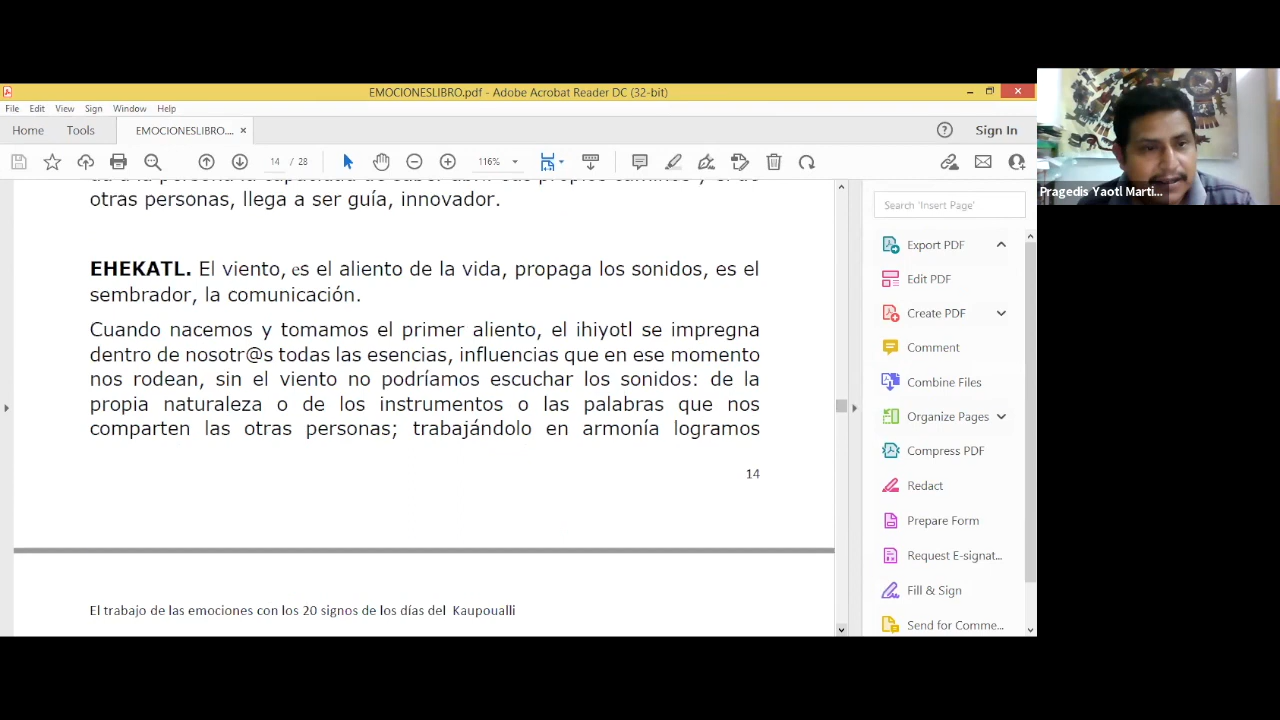 EMOCIONESLIBRO.pdf - Adobe Acrobat Reader DC (32-bit)
File Edit View Sign Window Help
Home Tools EMOCIONESLIBRO.... × Sign In
14 / 28 116%
otras personas, llega a ser guía, innovador.
EHEKATL. El viento, es el aliento de la vida, propaga los sonidos, es el
sembrador, la comunicación.
Cuando nacemos y tomamos el primer aliento, el ihiyotl se impregna
dentro de nosotr@s todas las esencias, influencias que en ese momento
nos rodean, sin el viento no podríamos escuchar los sonidos: de la
propia naturaleza o de los instrumentos o las palabras que nos
comparten las otras personas; trabajándolo en armonía logramos
14
El trabajo de las emociones con los 20 signos de los días del Kaupoualli
Search 'Insert Page'
Export PDF
Edit PDF
Create PDF
Comment
Combine Files
Organize Pages
Compress PDF
Redact
Prepare Form
Request E-signat...
Fill & Sign
Send for Comme...
Pragedis Yaotl Marti...